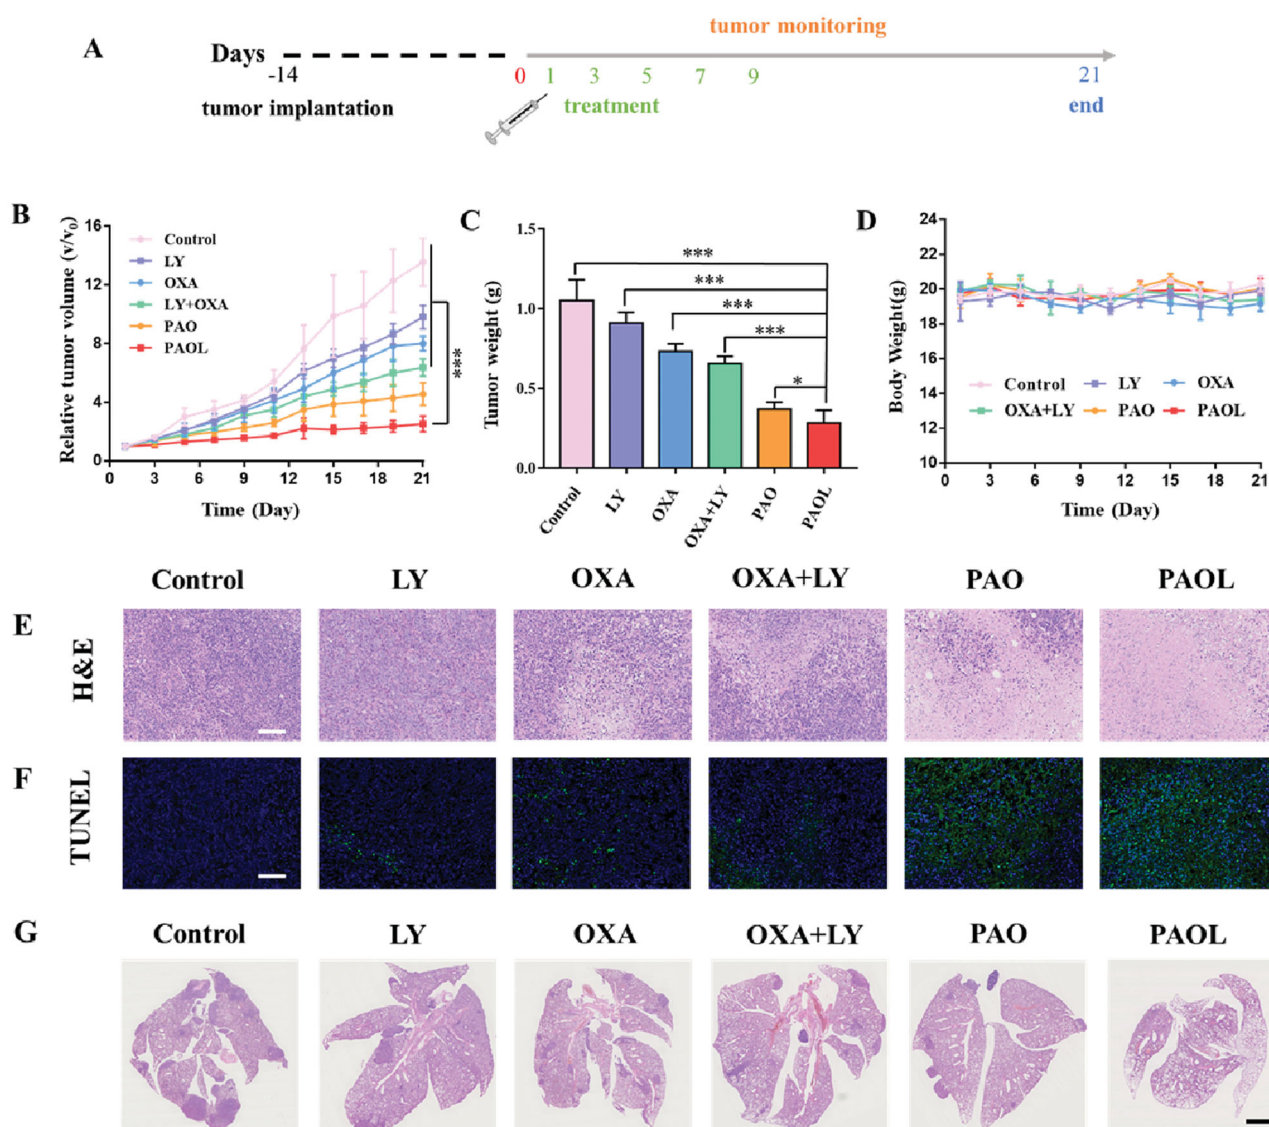 A
Days
tumor monitoring
-14
0
1
3
5
7
9
21
tumor implantation
treatment
end
B
Relative tumor volume (v/v0)
16
12
8
4
0
Control
LY
OXA
LY+OXA
PAO
PAOL
***
0
3
6
9
12
15
18
21
Time (Day)
C
Tumor weight (g)
1.5
1.0
0.5
0.0
***
***
***
***
*
Control
LY
OXA
OXA+LY
PAO
PAOL
D
Body Weight(g)
24
22
20
18
16
14
12
10
Control
LY
OXA
OXA+LY
PAO
PAOL
0
3
6
9
12
15
18
21
Time (Day)
Control
LY
OXA
OXA+LY
PAO
PAOL
E
H&E
F
TUNEL
G
Control
LY
OXA
OXA+LY
PAO
PAOL